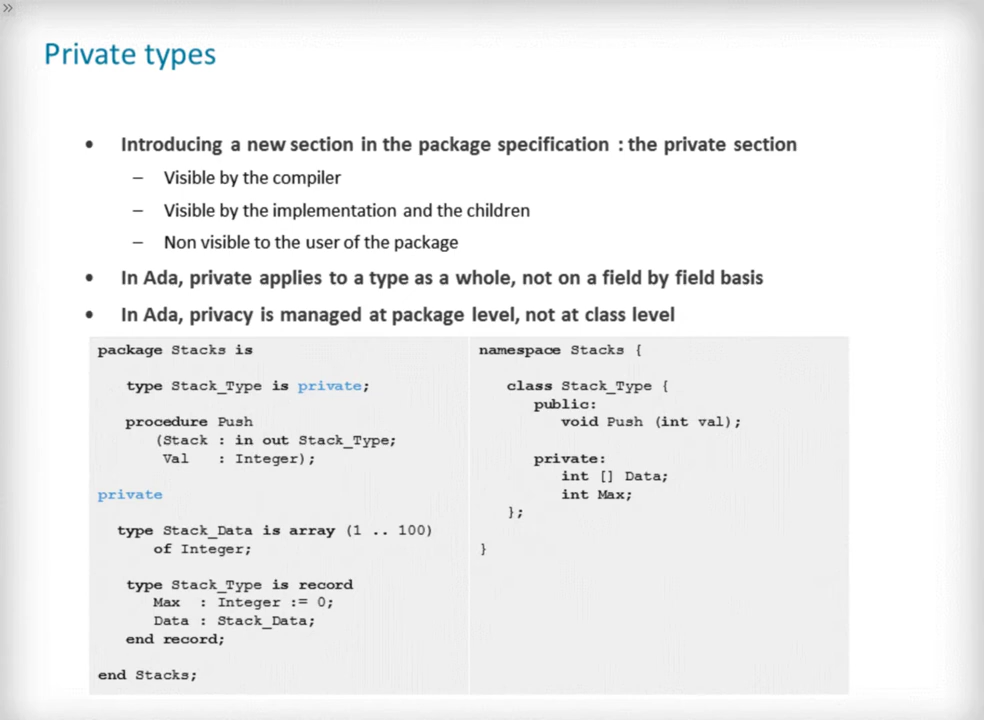 »
Private types
• Introducing a new section in the package specification : the private section
– Visible by the compiler
– Visible by the implementation and the children
– Non visible to the user of the package
• In Ada, private applies to a type as a whole, not on a field by field basis
• In Ada, privacy is managed at package level, not at class level
package Stacks is
type Stack_Type is private;
procedure Push
(Stack : in out Stack_Type;
Val : Integer);
private
type Stack_Data is array (1 .. 100)
of Integer;
type Stack_Type is record
Max : Integer := 0;
Data : Stack_Data;
end record;
end Stacks;
namespace Stacks {
class Stack_Type {
public:
void Push (int val);
private:
int [] Data;
int Max;
};
}